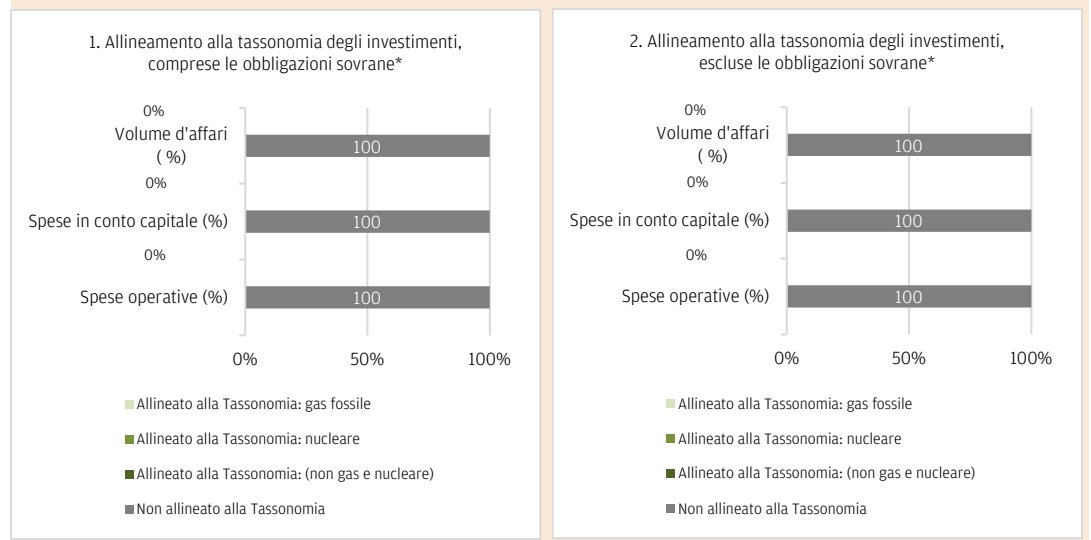 1. Allineamento alla tassonomia degli investimenti,
comprese le obbligazioni sovrane*
0%
Volume d'affari
( %)
100
0%
Spese in conto capitale (%)
100
0%
Spese operative (%)
100
0%
50%
100%
Allineato alla Tassonomia: gas fossile
Allineato alla Tassonomia: nucleare
Allineato alla Tassonomia: (non gas e nucleare)
Non allineato alla Tassonomia
2. Allineamento alla tassonomia degli investimenti,
escluse le obbligazioni sovrane*
0%
Volume d'affari
( %)
100
0%
Spese in conto capitale (%)
100
0%
Spese operative (%)
100
0%
50%
100%
Allineato alla Tassonomia: gas fossile
Allineato alla Tassonomia: nucleare
Allineato alla Tassonomia: (non gas e nucleare)
Non allineato alla Tassonomia